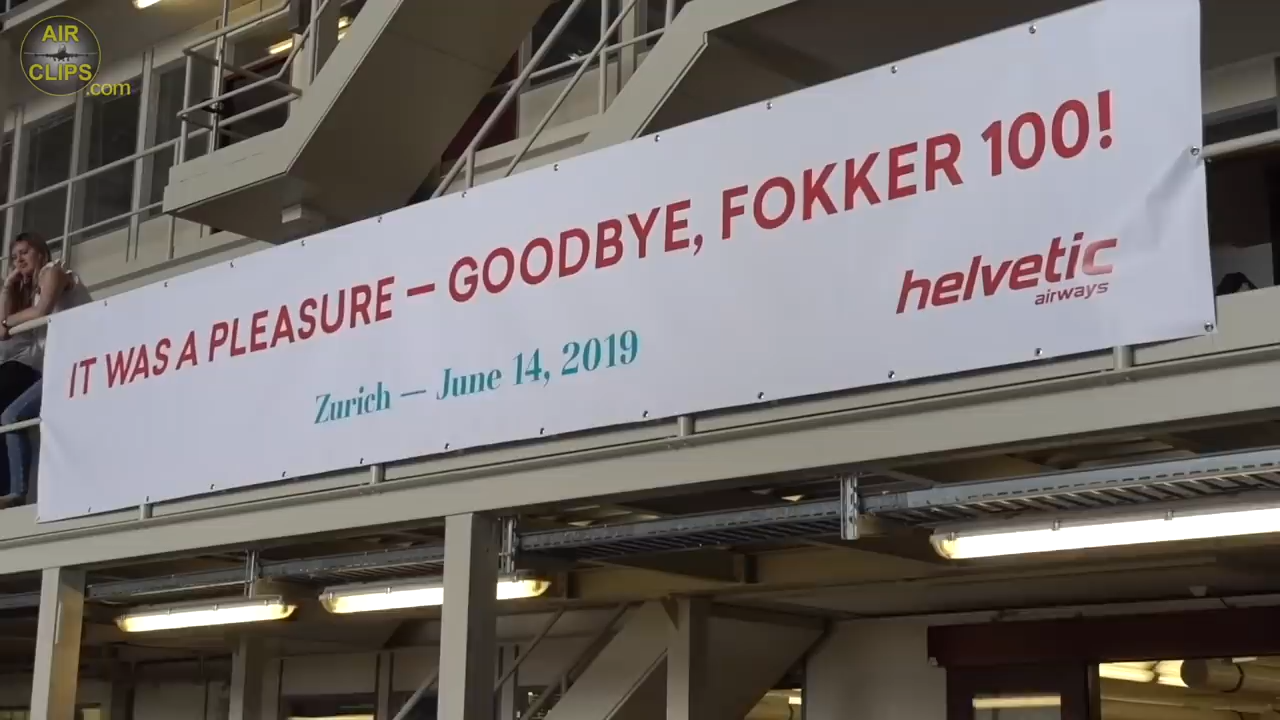 AIR
CLIPS
.com
IT WAS A PLEASURE — GOODBYE, FOKKER 100!
helvetic
airways
Zurich — June 14, 2019